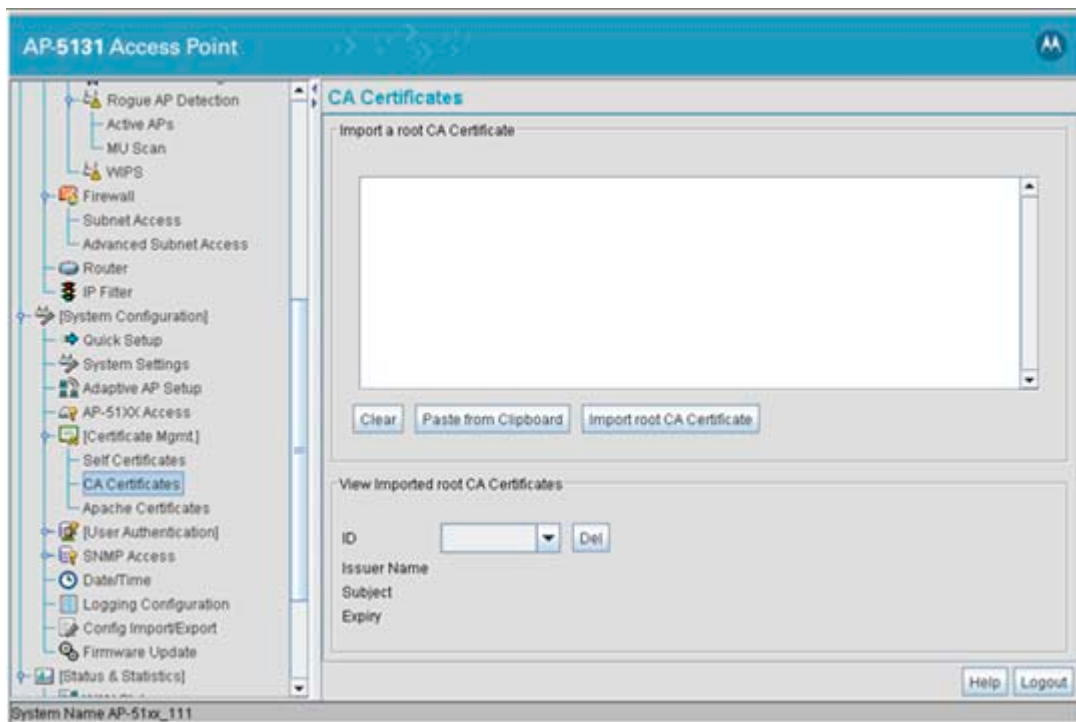 AP-5131 Access Point
Rogue AP Detection
Active APs
MU Scan
WIPS
Firewall
Subnet Access
Advanced Subnet Access
Router
IP Filter
[System Configuration]
Quick Setup
System Settings
Adaptive AP Setup
AP-51XX Access
[Certificate Mgmt.]
Self Certificates
CA Certificates
Apache Certificates
[User Authentication]
SNMP Access
Date/Time
Logging Configuration
Config Import/Export
Firmware Update
[Status & Statistics]
CA Certificates
Import a root CA Certificate
Clear
Paste from Clipboard
Import root CA Certificate
View Imported root CA Certificates
ID
Del
Issuer Name
Subject
Expiry
Help
Logout
System Name AP-51xx_111